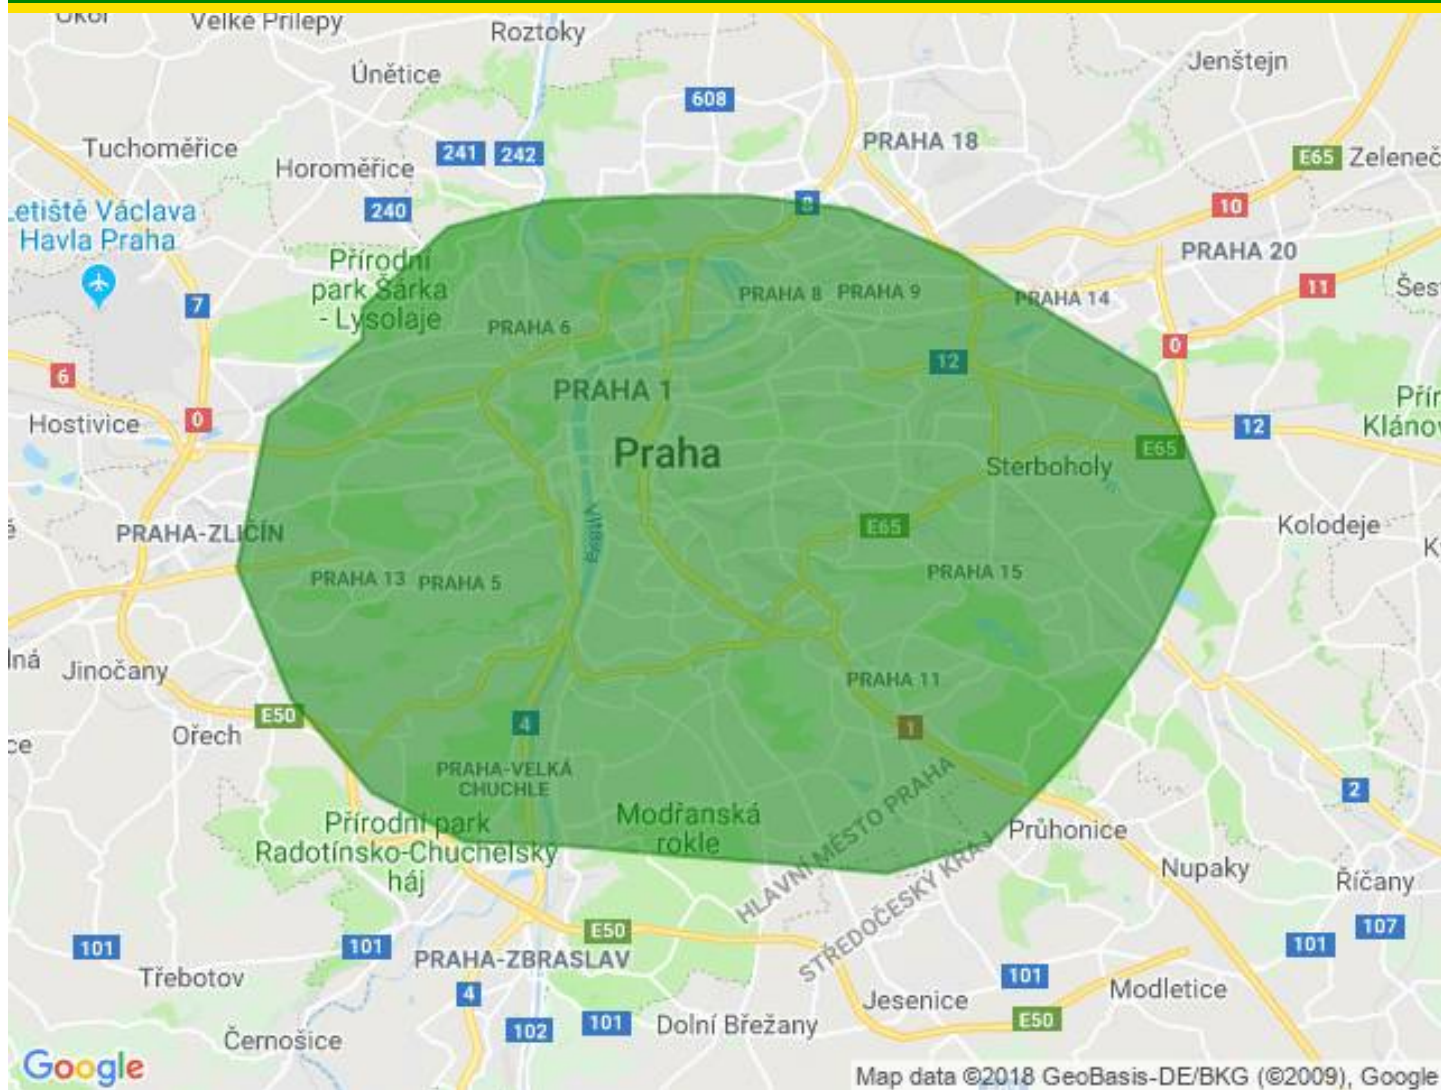 Velké Přílepy
Roztoky
Únětice
Jenštejn
608
PRAHA 18
Tuchoměřice
241
242
E65
Zeleneč
Horoměřice
240
8
10
Letiště Václava
Havla Praha
PRAHA 20
Přírodní
park Šárka
- Lysolaje
7
PRAHA 8
PRAHA 9
PRAHA 14
11
PRAHA 6
0
12
6
PRAHA 1
Hostivice
0
12
Praha
E65
Sterboholy
PRAHA-ZLIČÍN
Vltava
E65
Kolodeje
PRAHA 13
PRAHA 5
PRAHA 15
Jinočany
PRAHA 11
E50
Ořech
4
1
PRAHA-VELKÁ
CHUCHLE
2
Přírodní park
Radotínsko-Chuchelský
háj
Modřanská
rokle
HLAVNÍ MĚSTO PRAHA
STŘEDOČESKÝ KRAJ
Průhonice
Nupaky
Říčany
101
101
E50
107
101
PRAHA-ZBRASLAV
Třebotov
4
101
Jesenice
Modletice
102
101
Dolní Břežany
E50
Černošice
Google
Map data ©2018 GeoBasis-DE/BKG (©2009), Google